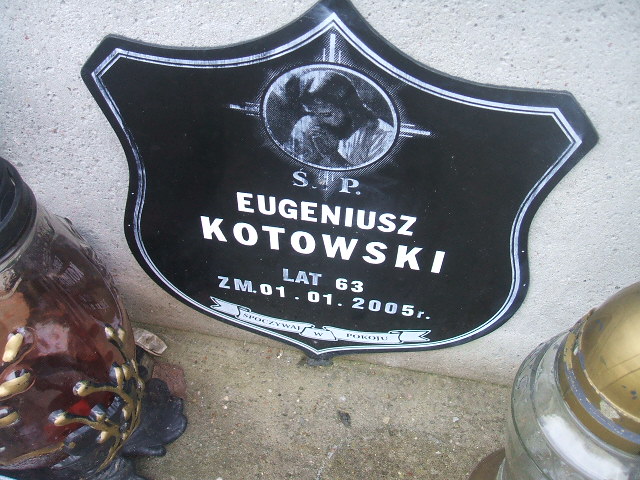 Ś. P.
EUGENIUSZ
KOTOWSKI
LAT 63
ZM.01.01.2005r.
SPOCZYWAJ W POKOJU